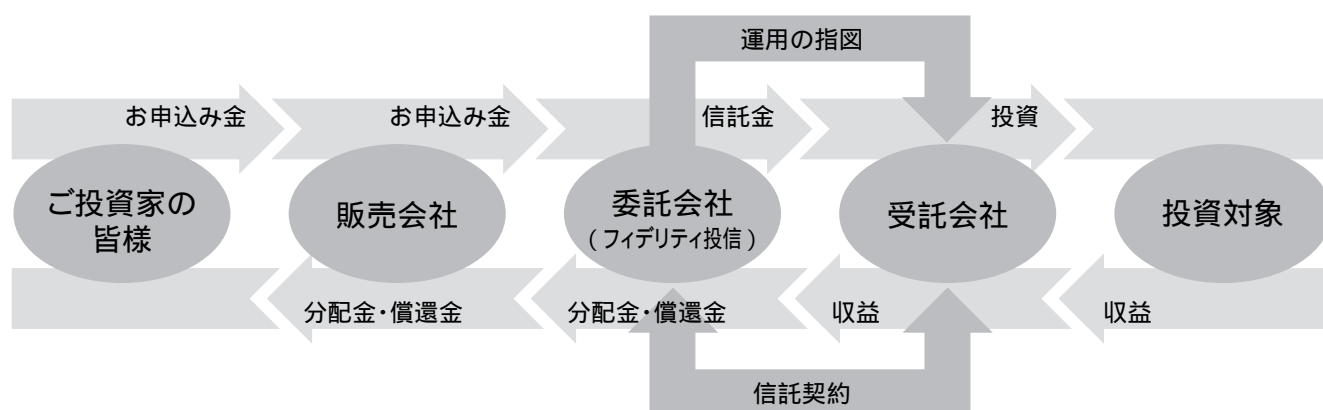 運用の指図
お申込み金
お申込み金
信託金
投資
ご投資家の
皆様
販売会社
委託会社
(フィデリティ投信)
受託会社
投資対象
分配金・償還金
分配金・償還金
収益
収益
信託契約